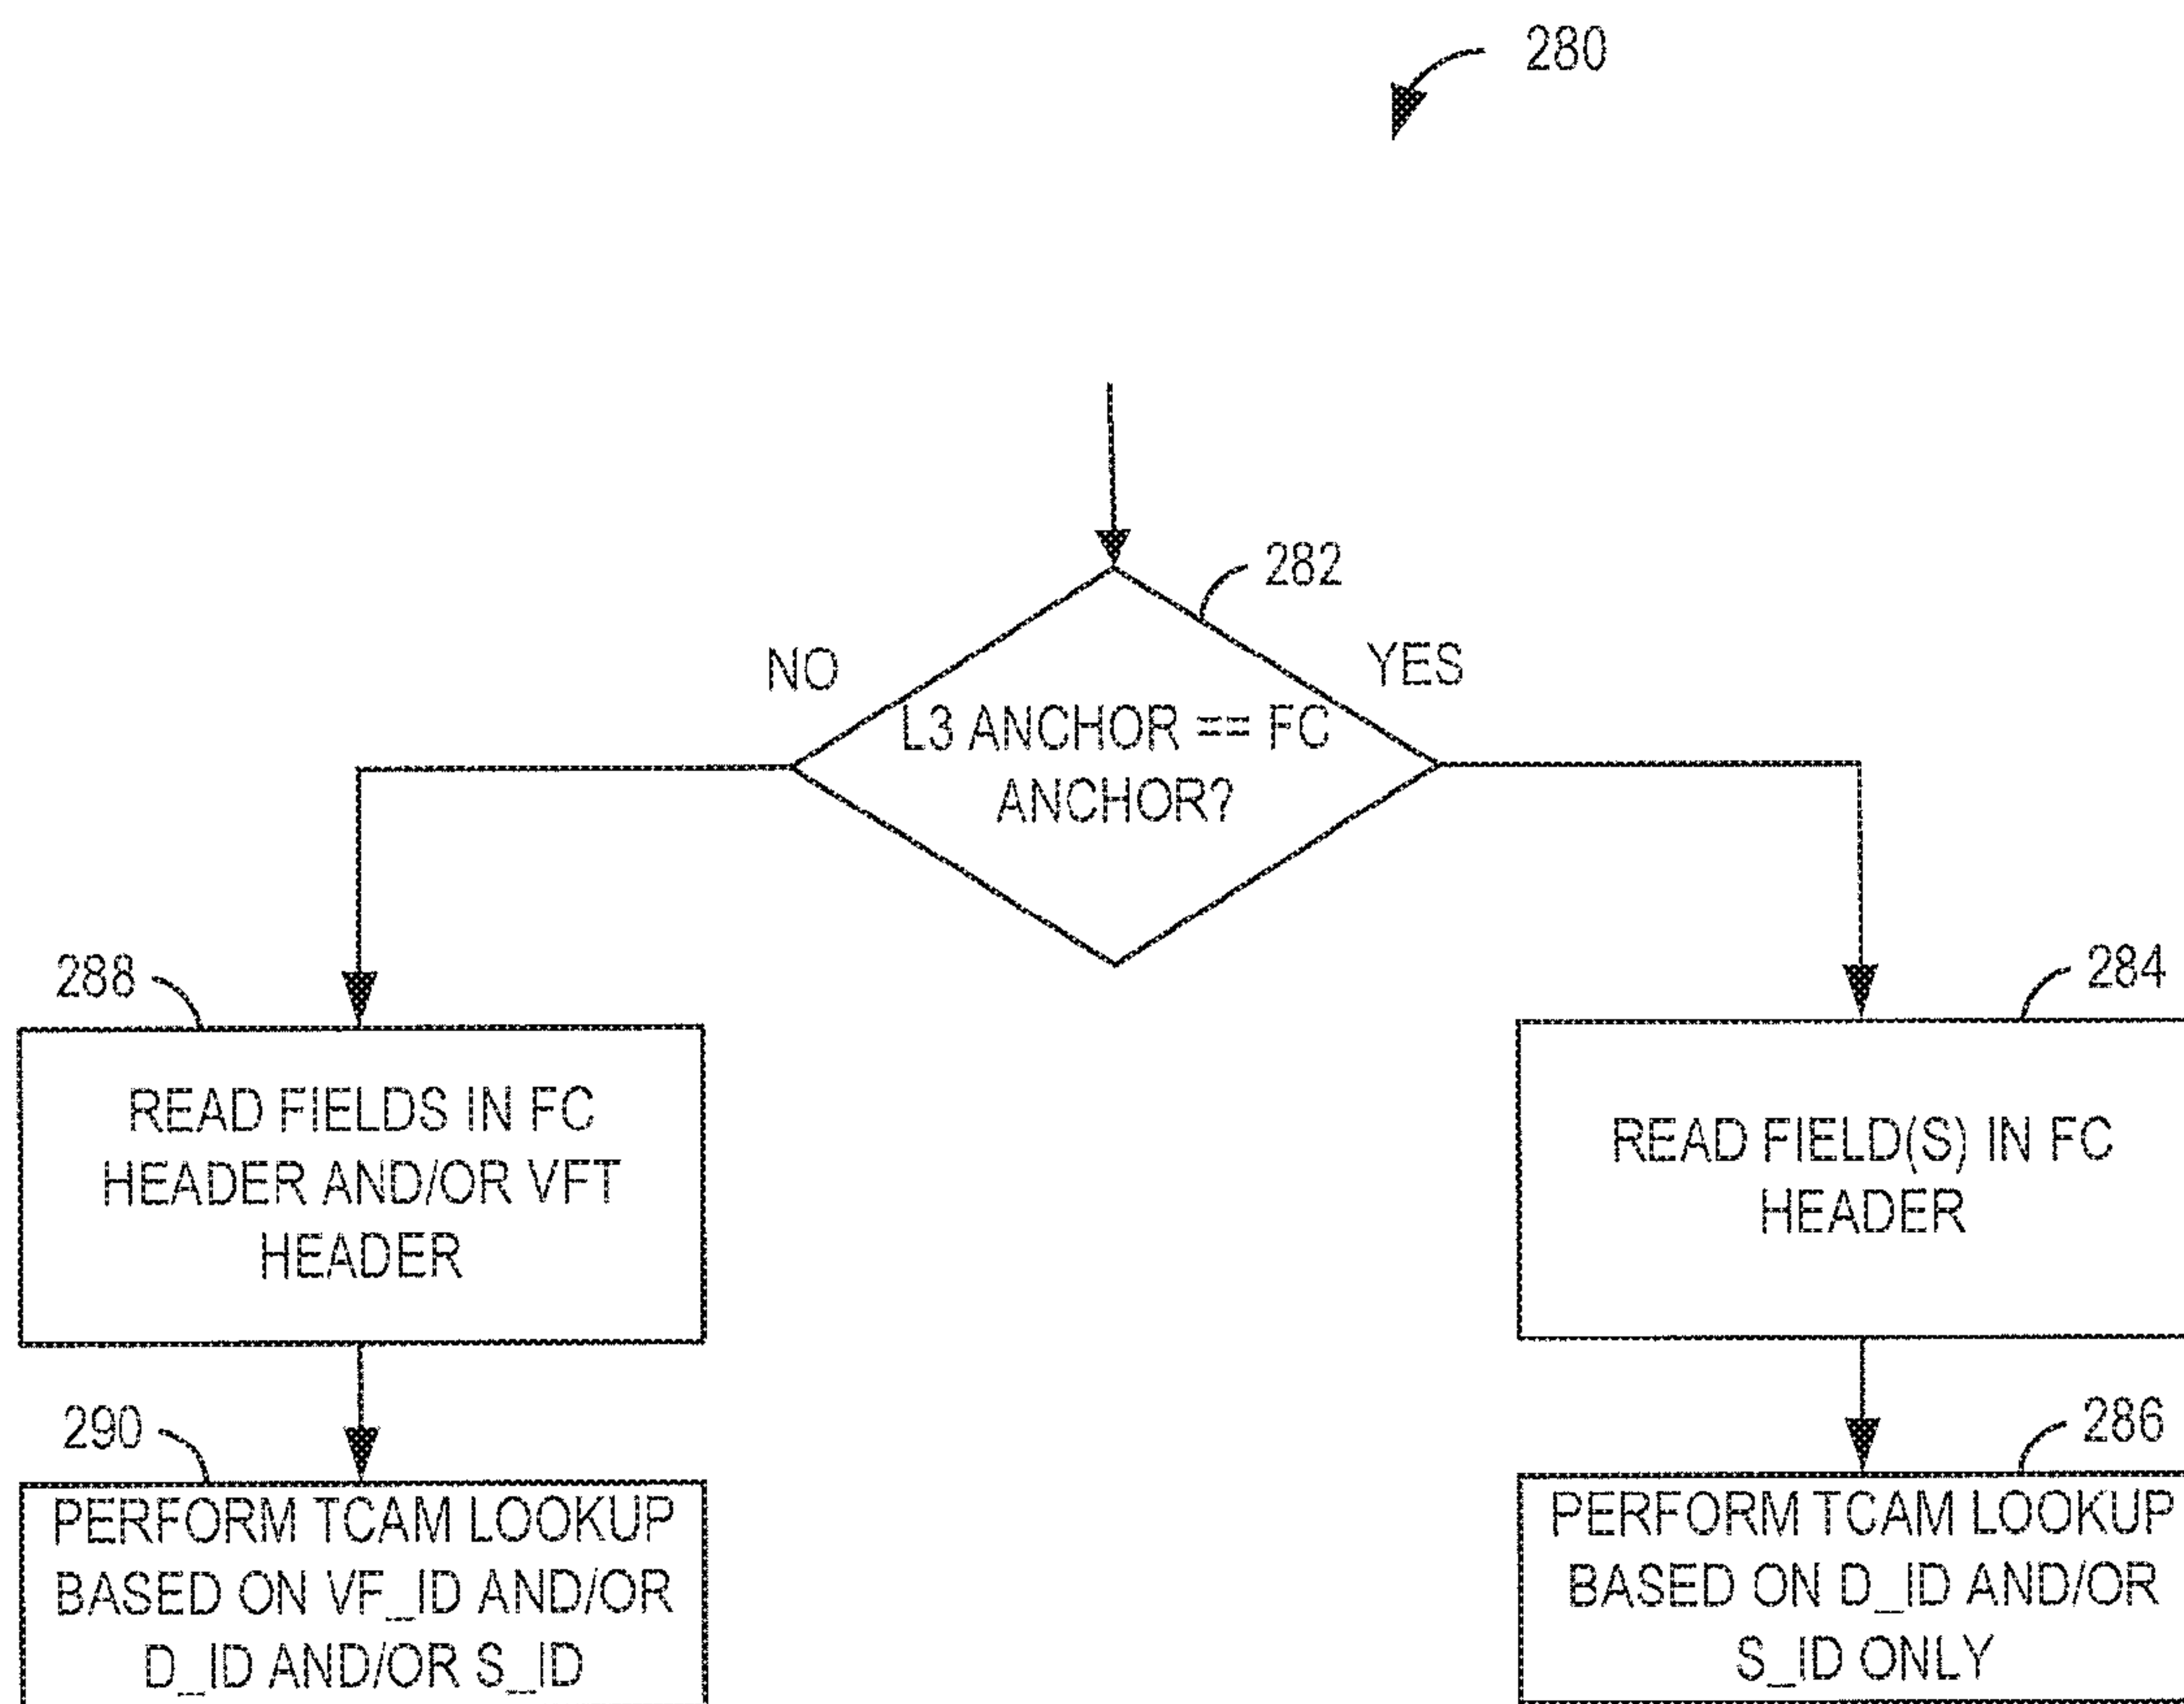 280
282
NO
YES
L3 ANCHOR == FC
ANCHOR?
288
284
READ FIELDS IN FC
HEADER AND/OR VFT
HEADER
READ FIELD(S) IN FC
HEADER
290
286
PERFORM TCAM LOOKUP
BASED ON VF_ID AND/OR
D_ID AND/OR S_ID
PERFORM TCAM LOOKUP
BASED ON D_ID AND/OR
S_ID ONLY